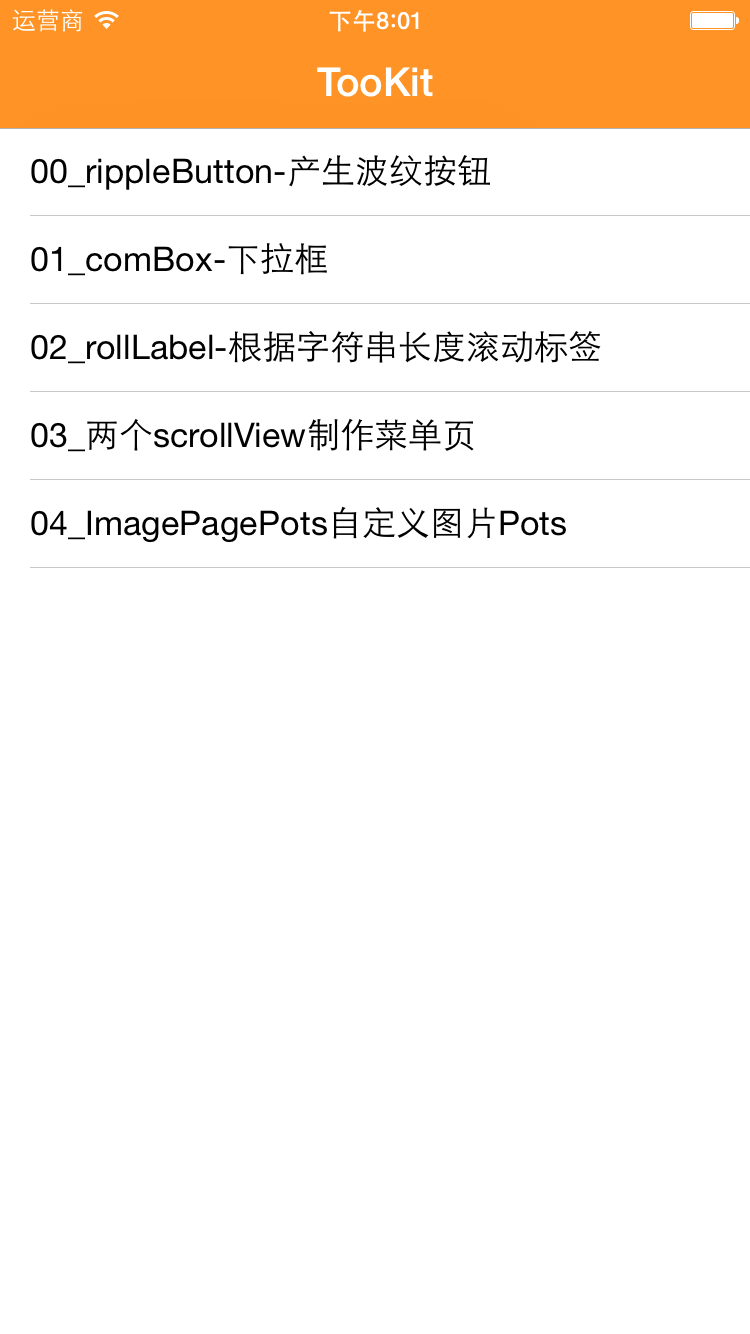 运营商 下午8:01
TooKit
00_rippleButton-产生波纹按钮
01_comBox-下拉框
02_rollLabel-根据字符串长度滚动标签
03_两个scrollView制作菜单页
04_ImagePagePots自定义图片Pots